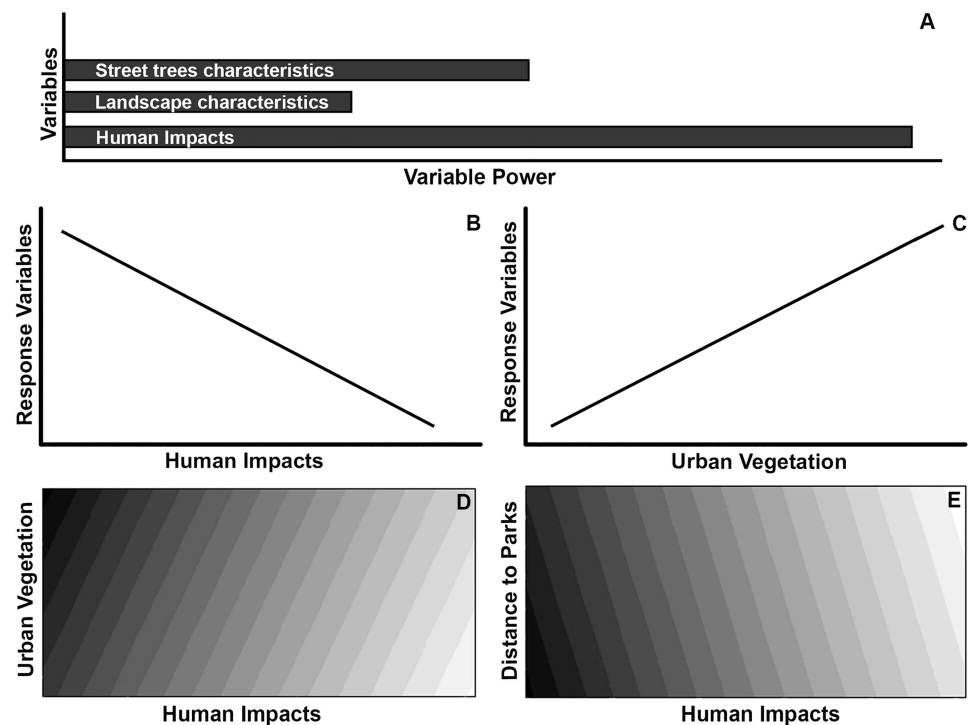 A
Variables
Street trees characteristics
Landscape characteristics
Human Impacts
Variable Power
B
Response Variables
Human Impacts
C
Response Variables
Urban Vegetation
D
Urban Vegetation
Human Impacts
E
Distance to Parks
Human Impacts